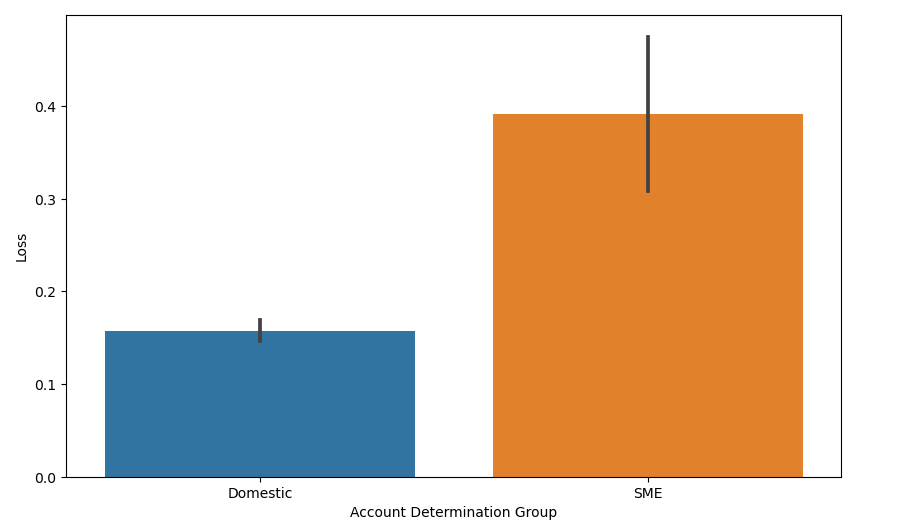 0.4
0.3
0.2
0.1
0.0
Loss
Domestic
SME
Account Determination Group